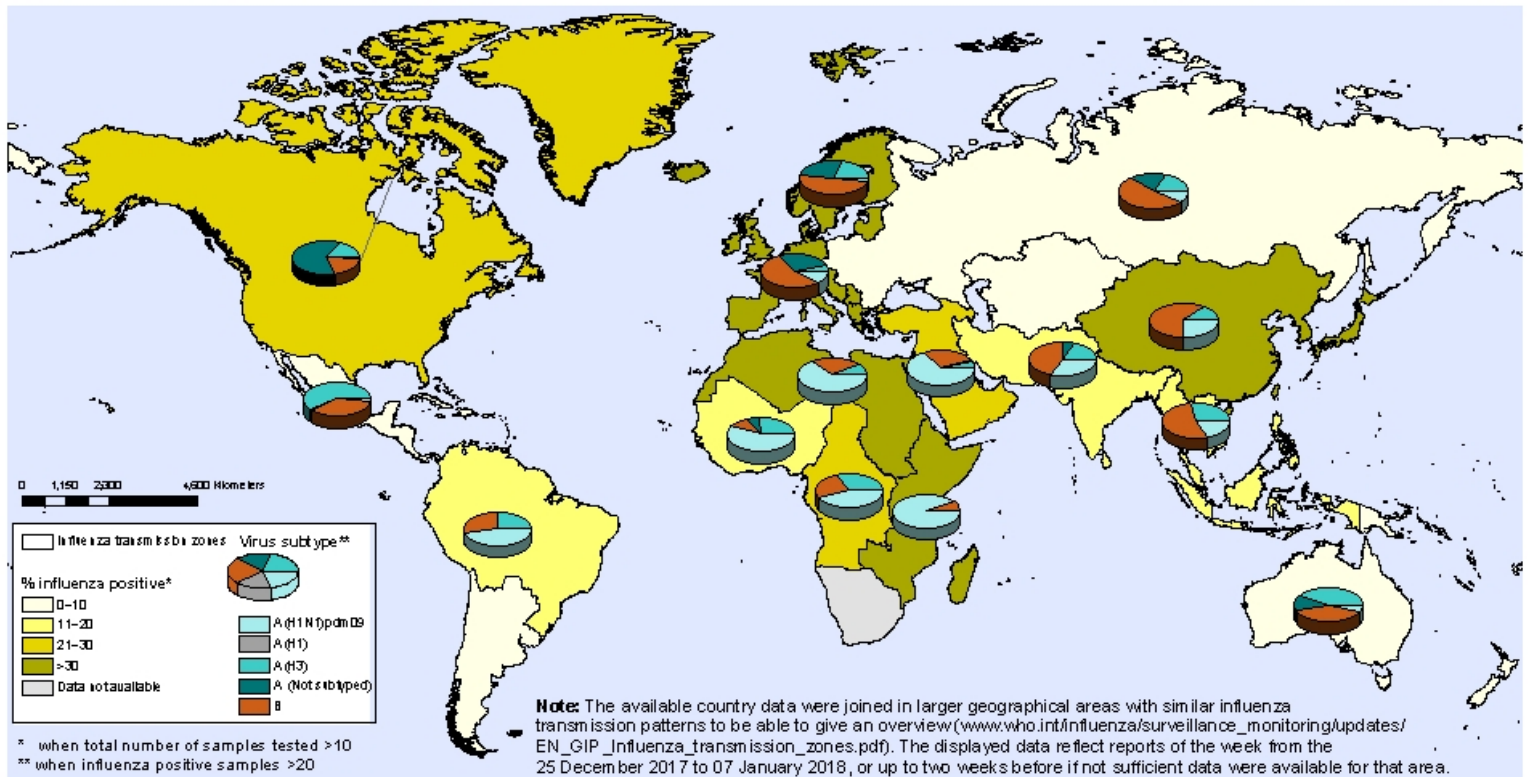 0 1,150 2,300 4,600 Kilometers
Influenza transmission zones
Virus subtype**
% influenza positive*
0-10
11-20
21-30
>30
Data not available
A(H1N1)pdm09
A(H1)
A(H3)
A (Not subtyped)
B
* when total number of samples tested >10
** when influenza positive samples >20
Note: The available country data were joined in larger geographical areas with similar influenza
transmission patterns to be able to give an overview (www.who.int/influenza/surveillance_monitoring/updates/
EN_GIP_Influenza_transmission_zones.pdf). The displayed data reflect reports of the week from the
25 December 2017 to 07 January 2018, or up to two weeks before if not sufficient data were available for that area.